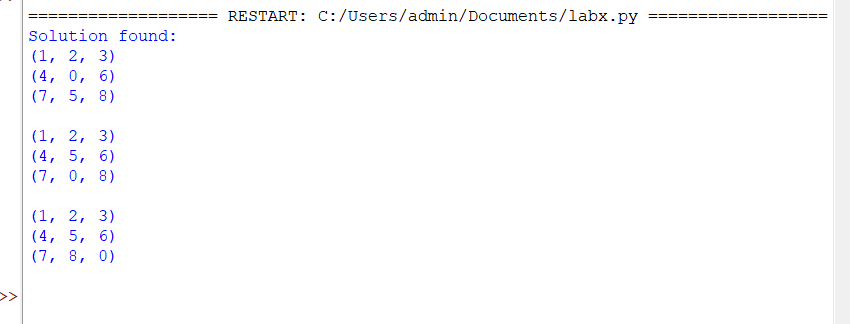 =================== RESTART: C:/Users/admin/Documents/labx.py ==================
Solution found:
(1, 2, 3)
(4, 0, 6)
(7, 5, 8)
(1, 2, 3)
(4, 5, 6)
(7, 0, 8)
(1, 2, 3)
(4, 5, 6)
(7, 8, 0)
>>